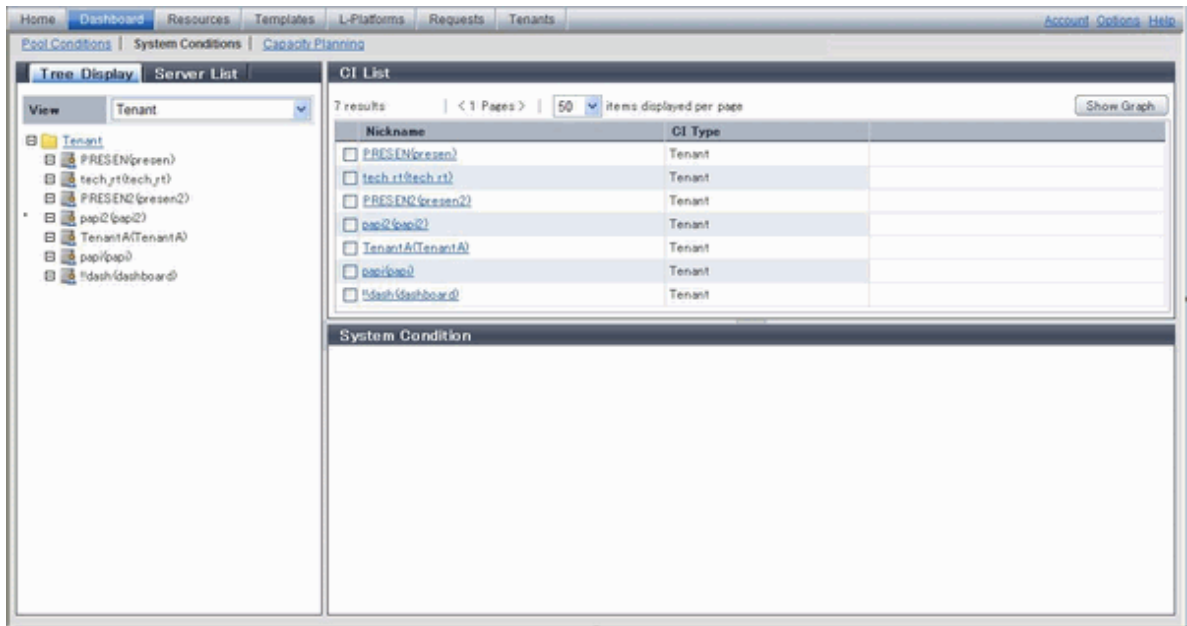 Home Dashboard Resources Templates L-Platforms Requests Tenants Account Options Help
Pool Conditions | System Conditions | Capacity Planning
Tree Display Server List
View Tenant
Tenant
PRESEN(presen)
tech_rt(tech_rt)
PRESEN2(presen2)
papi2(papi2)
TenantA(TenantA)
papi(papi)
!!dash(dashboard)
CI List
7 results | < 1 Pages > | 50 items displayed per page Show Graph
Nickname CI Type
PRESEN(presen) Tenant
tech_rt(tech_rt) Tenant
PRESEN2(presen2) Tenant
papi2(papi2) Tenant
TenantA(TenantA) Tenant
papi(papi) Tenant
!!dash(dashboard) Tenant
System Condition